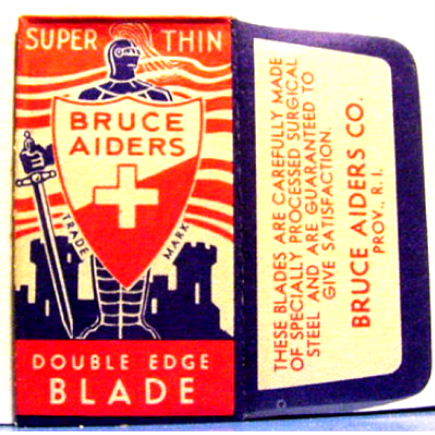 SUPER THIN
BRUCE
AIDERS
TRADE MARK
DOUBLE EDGE
BLADE
THESE BLADES ARE CAREFULLY MADE
OF SPECIALLY PROCESSED SURGICAL
STEEL AND ARE GUARANTEED TO
GIVE SATISFACTION.
BRUCE AIDERS CO.
PROV., R. I.